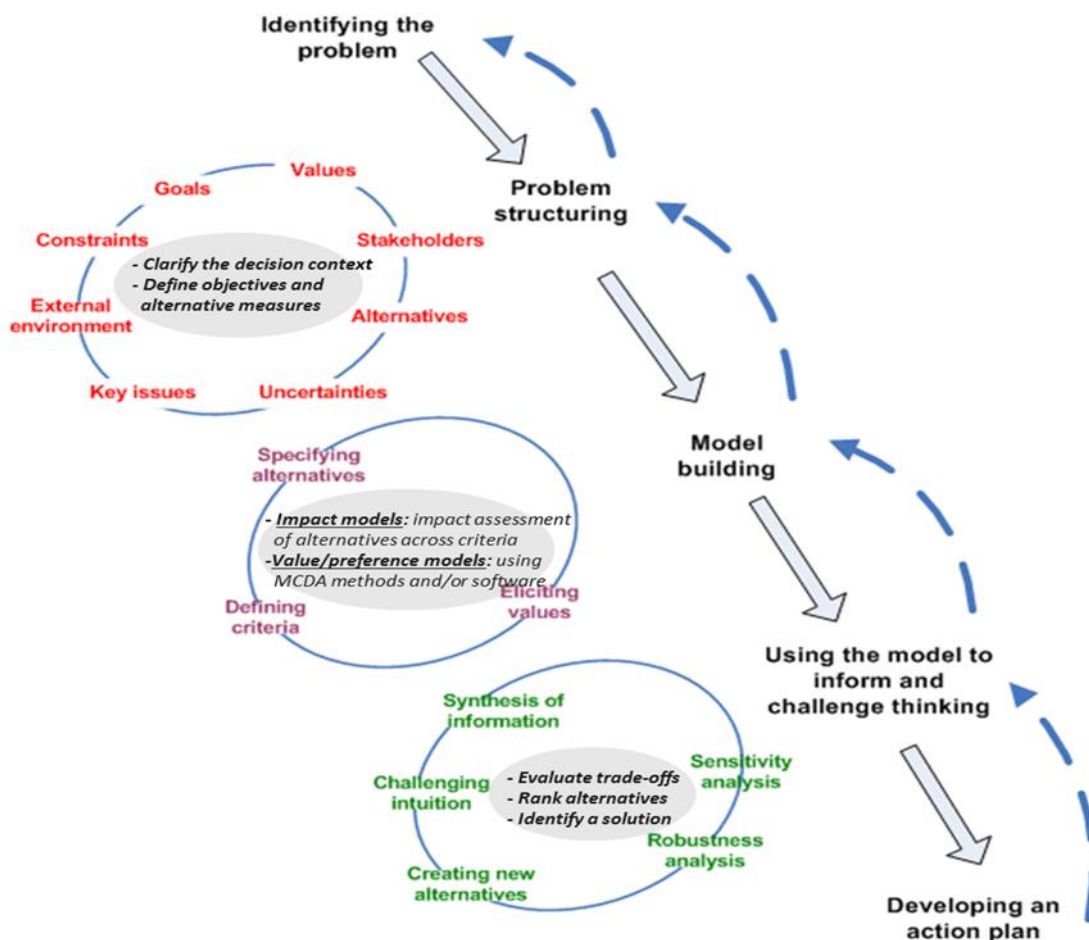 Identifying the
problem
Problem
structuring
Values
Goals
Constraints
Stakeholders
- Clarify the decision context
- Define objectives and
alternative measures
External
environment
Alternatives
Key issues
Uncertainties
Model
building
Specifying
alternatives
- Impact models: impact assessment
of alternatives across criteria
-Value/preference models: using
MCDA methods and/or software
Defining
criteria
Eliciting
values
Using the model to
inform and
challenge thinking
Synthesis of
information
Challenging
intuition
- Evaluate trade-offs
- Rank alternatives
- Identify a solution
Sensitivity
analysis
Robustness
analysis
Creating new
alternatives
Developing an
action plan